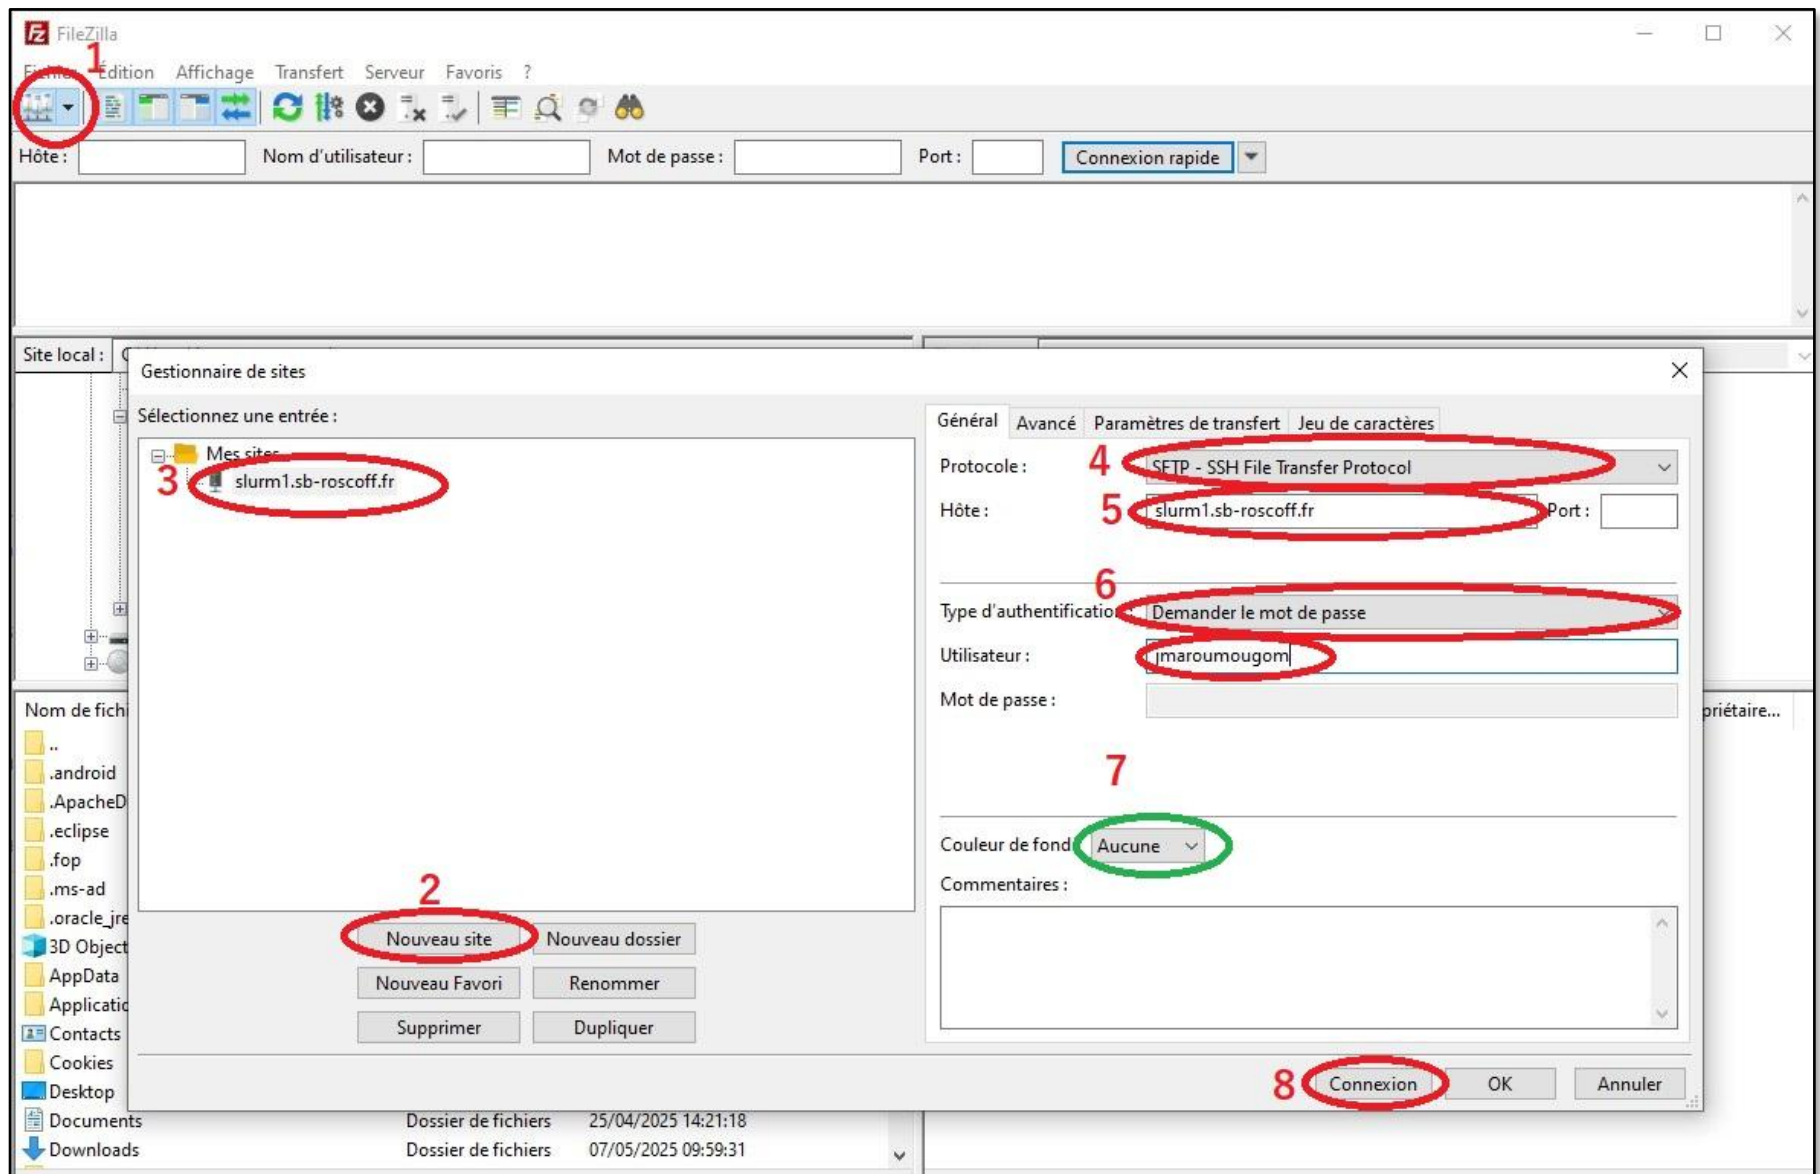 FileZilla
1
Édition Affichage Transfert Serveur Favoris ?
Hôte : Nom d'utilisateur : Mot de passe : Port : Connexion rapide
Site local :
Gestionnaire de sites
Sélectionnez une entrée :
Mes sites
3 slurm1.sb-roscoff.fr
2
Nouveau site Nouveau dossier
Nouveau Favori Renommer
Supprimer Dupliquer
Général Avancé Paramètres de transfert Jeu de caractères
Protocole : 4 SFTP - SSH File Transfer Protocol
Hôte : 5 slurm1.sb-roscoff.fr Port :
6
Type d'authentification : Demander le mot de passe
Utilisateur : jmaroumougom
Mot de passe :
7
Couleur de fond Aucune
Commentaires :
8 Connexion OK Annuler
Nom de fichi priétaire...
..
.android
.ApacheD
.eclipse
.fop
.ms-ad
.oracle_jre
3D Object
AppData
Applicatio
Contacts
Cookies
Desktop
Documents Dossier de fichiers 25/04/2025 14:21:18
Downloads Dossier de fichiers 07/05/2025 09:59:31